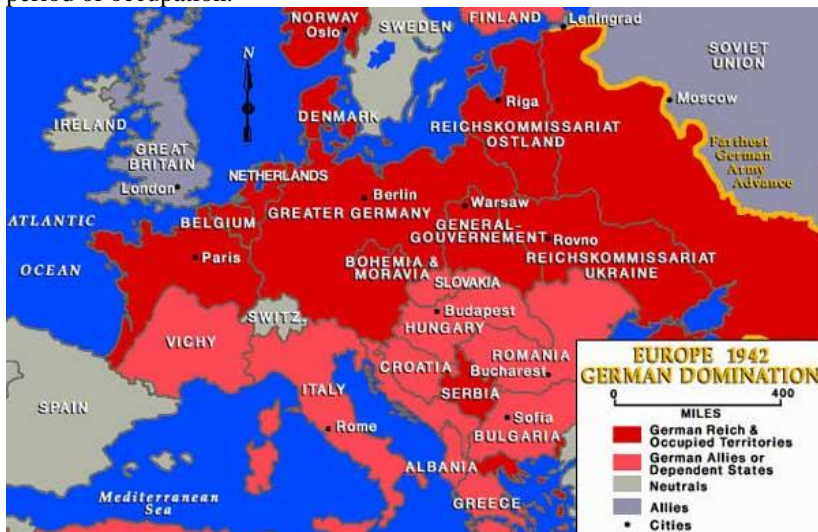 period of occupation.
NORWAY
Oslo
SWEDEN
FINLAND
Leningrad
SOVIET
UNION
N
Moscow
DENMARK
Riga
REICHSKOMMISSARIAT
OSTLAND
IRELAND
GREAT
BRITAIN
London
Farthest
German
Army
Advance
NETHERLANDS
Berlin
GREATER GERMANY
Warsaw
GENERAL-
GOUVERNEMENT
Rovno
REICHSKOMMISSARIAT
UKRAINE
ATLANTIC
OCEAN
BELGIUM
Paris
BOHEMIA &
MORAVIA
SLOVAKIA
SWITZ.
Budapest
HUNGARY
VICHY
CROATIA
ROMANIA
Bucharest
SERBIA
ITALY
SPAIN
Rome
Sofia
BULGARIA
ALBANIA
GREECE
Mediterranean
Sea
EUROPE 1942
GERMAN DOMINATION
0 400
MILES
German Reich &
Occupied Territories
German Allies or
Dependent States
Neutrals
Allies
Cities